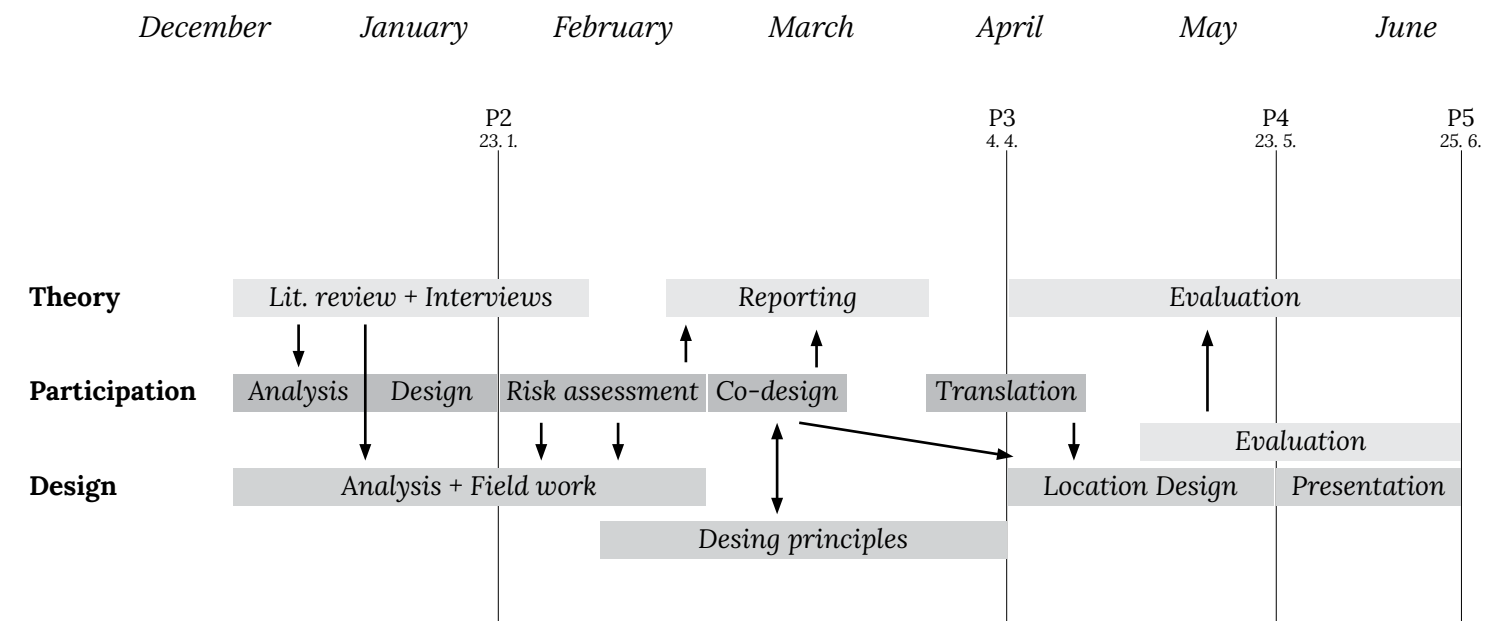 December January February March April May June
P2 P3 P4 P5
23. 1. 4. 4. 23. 5. 25. 6.
Theory Lit. review + Interviews Reporting Evaluation
Participation Analysis Design Risk assessment Co-design Translation
Evaluation
Design Analysis + Field work Location Design Presentation
Desing principles